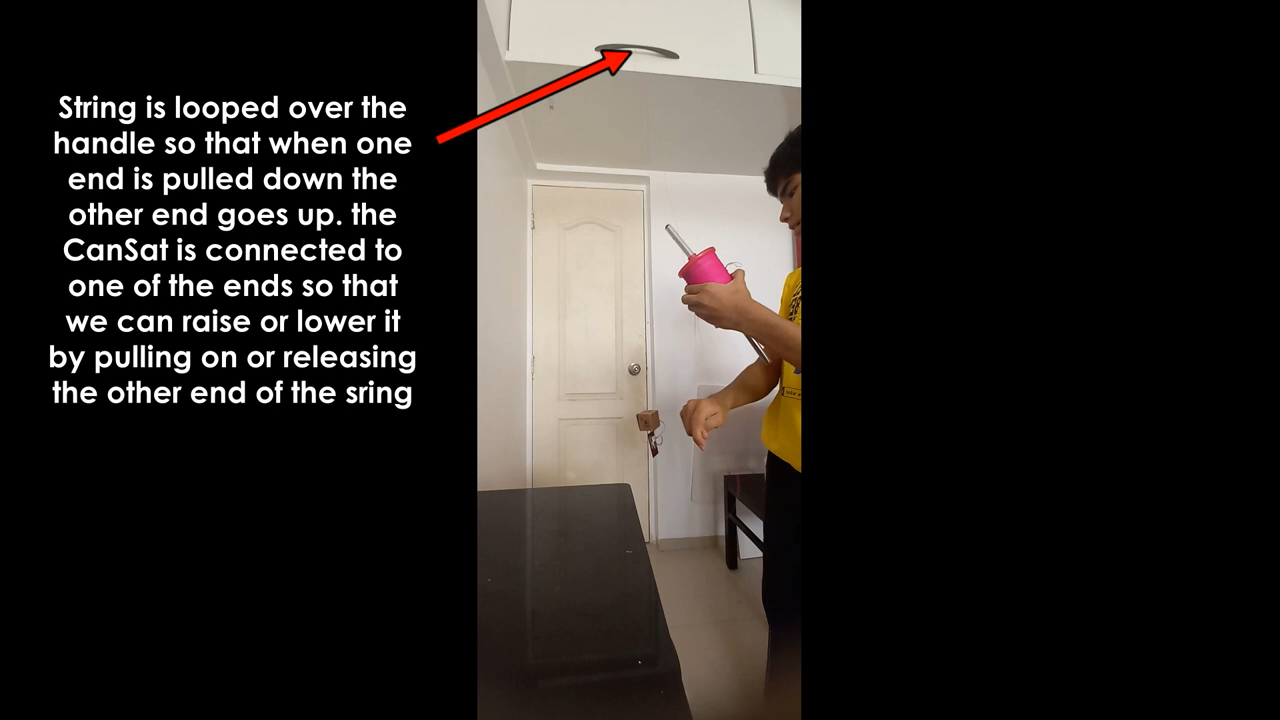 String is looped over the
handle so that when one
end is pulled down the
other end goes up. the
CanSat is connected to
one of the ends so that
we can raise or lower it
by pulling on or releasing
the other end of the sring